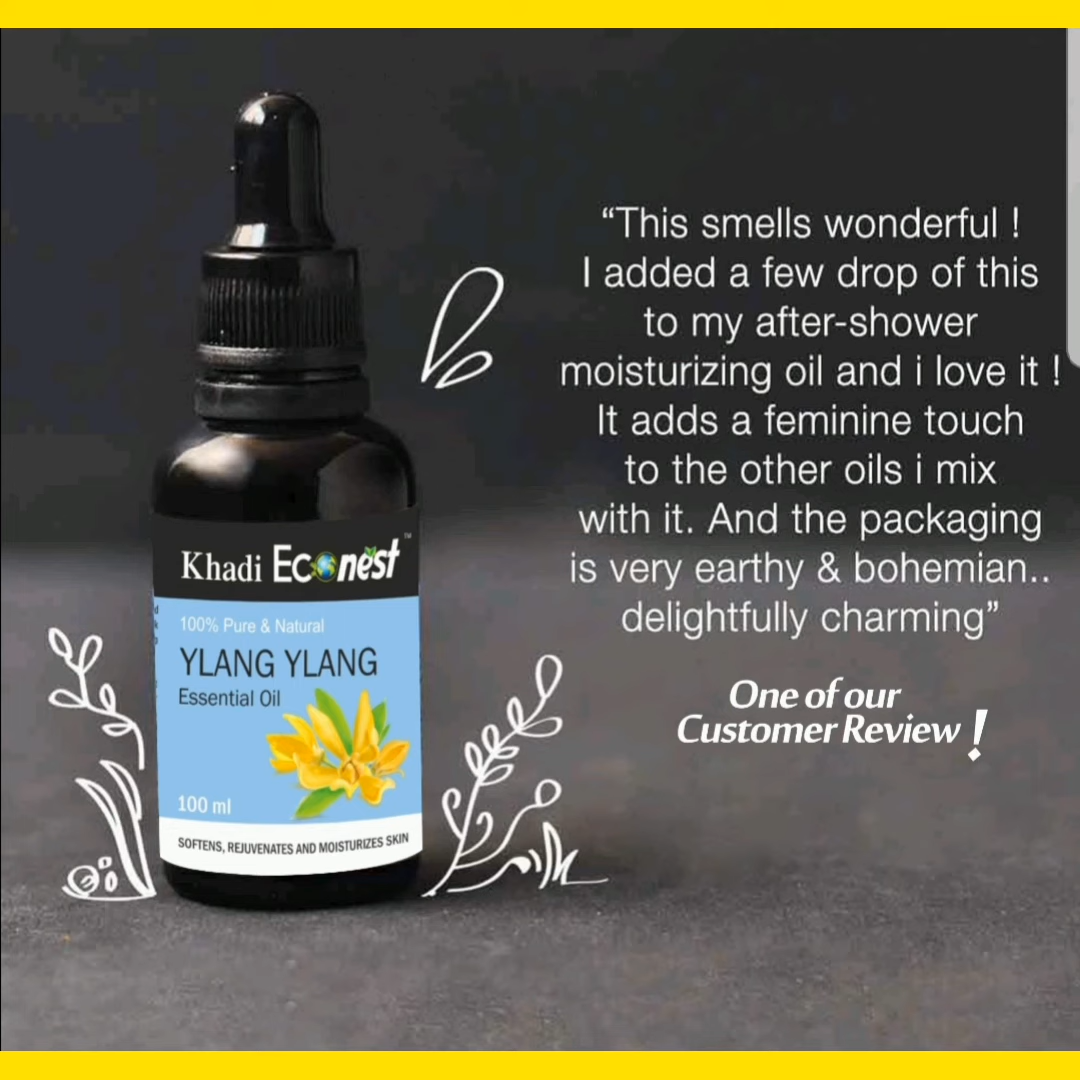 Khadi Econest™
100% Pure & Natural
YLANG YLANG
Essential Oil
100 ml
SOFTENS, REJUVENATES AND MOISTURIZES SKIN
“This smells wonderful !
I added a few drop of this
to my after-shower
moisturizing oil and i love it !
It adds a feminine touch
to the other oils i mix
with it. And the packaging
is very earthy & bohemian..
delightfully charming”
One of our
Customer Review !